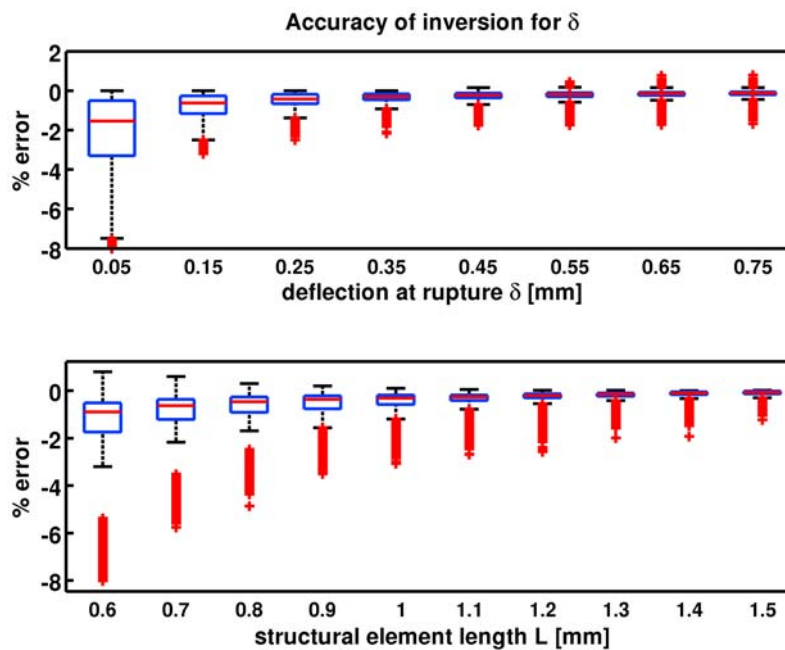 Accuracy of inversion for δ
2
0
-2
-4
-6
-8
% error
0.05 0.15 0.25 0.35 0.45 0.55 0.65 0.75
deflection at rupture δ [mm]
0
-2
-4
-6
-8
% error
0.6 0.7 0.8 0.9 1 1.1 1.2 1.3 1.4 1.5
structural element length L [mm]